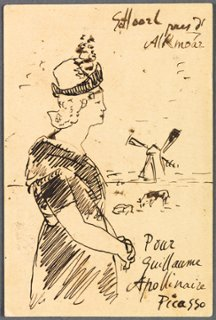 Schoorl
près d'
Alkmaar
Pour
Guillaume
Apollinaire
Picasso